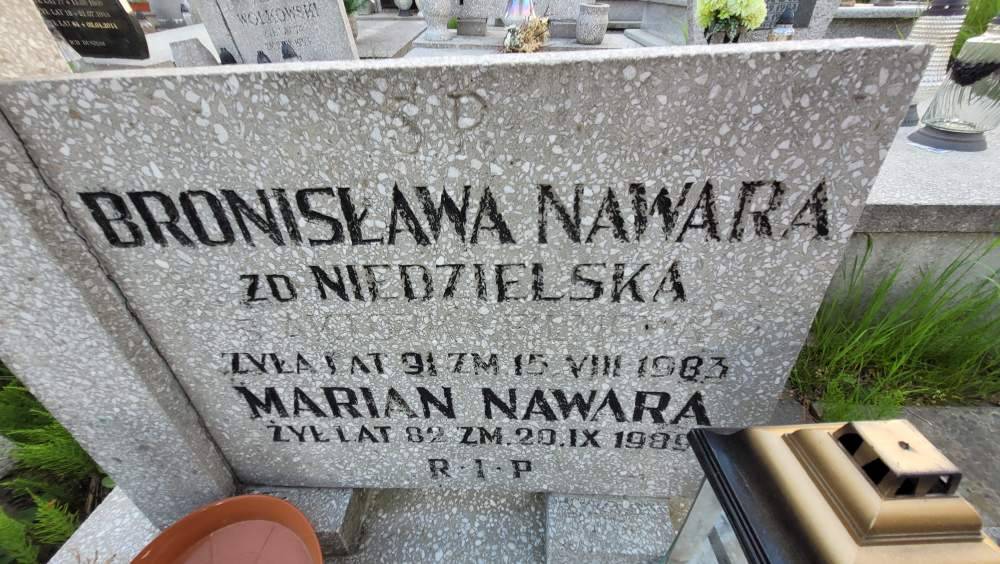 WOLKOWSKI
Ś P
BRONISŁAWA NAWARA
ZD NIEDZIELSKA
ŻYŁA LAT 91 ZM 15 VIII 1983
MARIAN NAWARA
ŻYŁ LAT 82 ZM.20.IX 1989
R·I·P